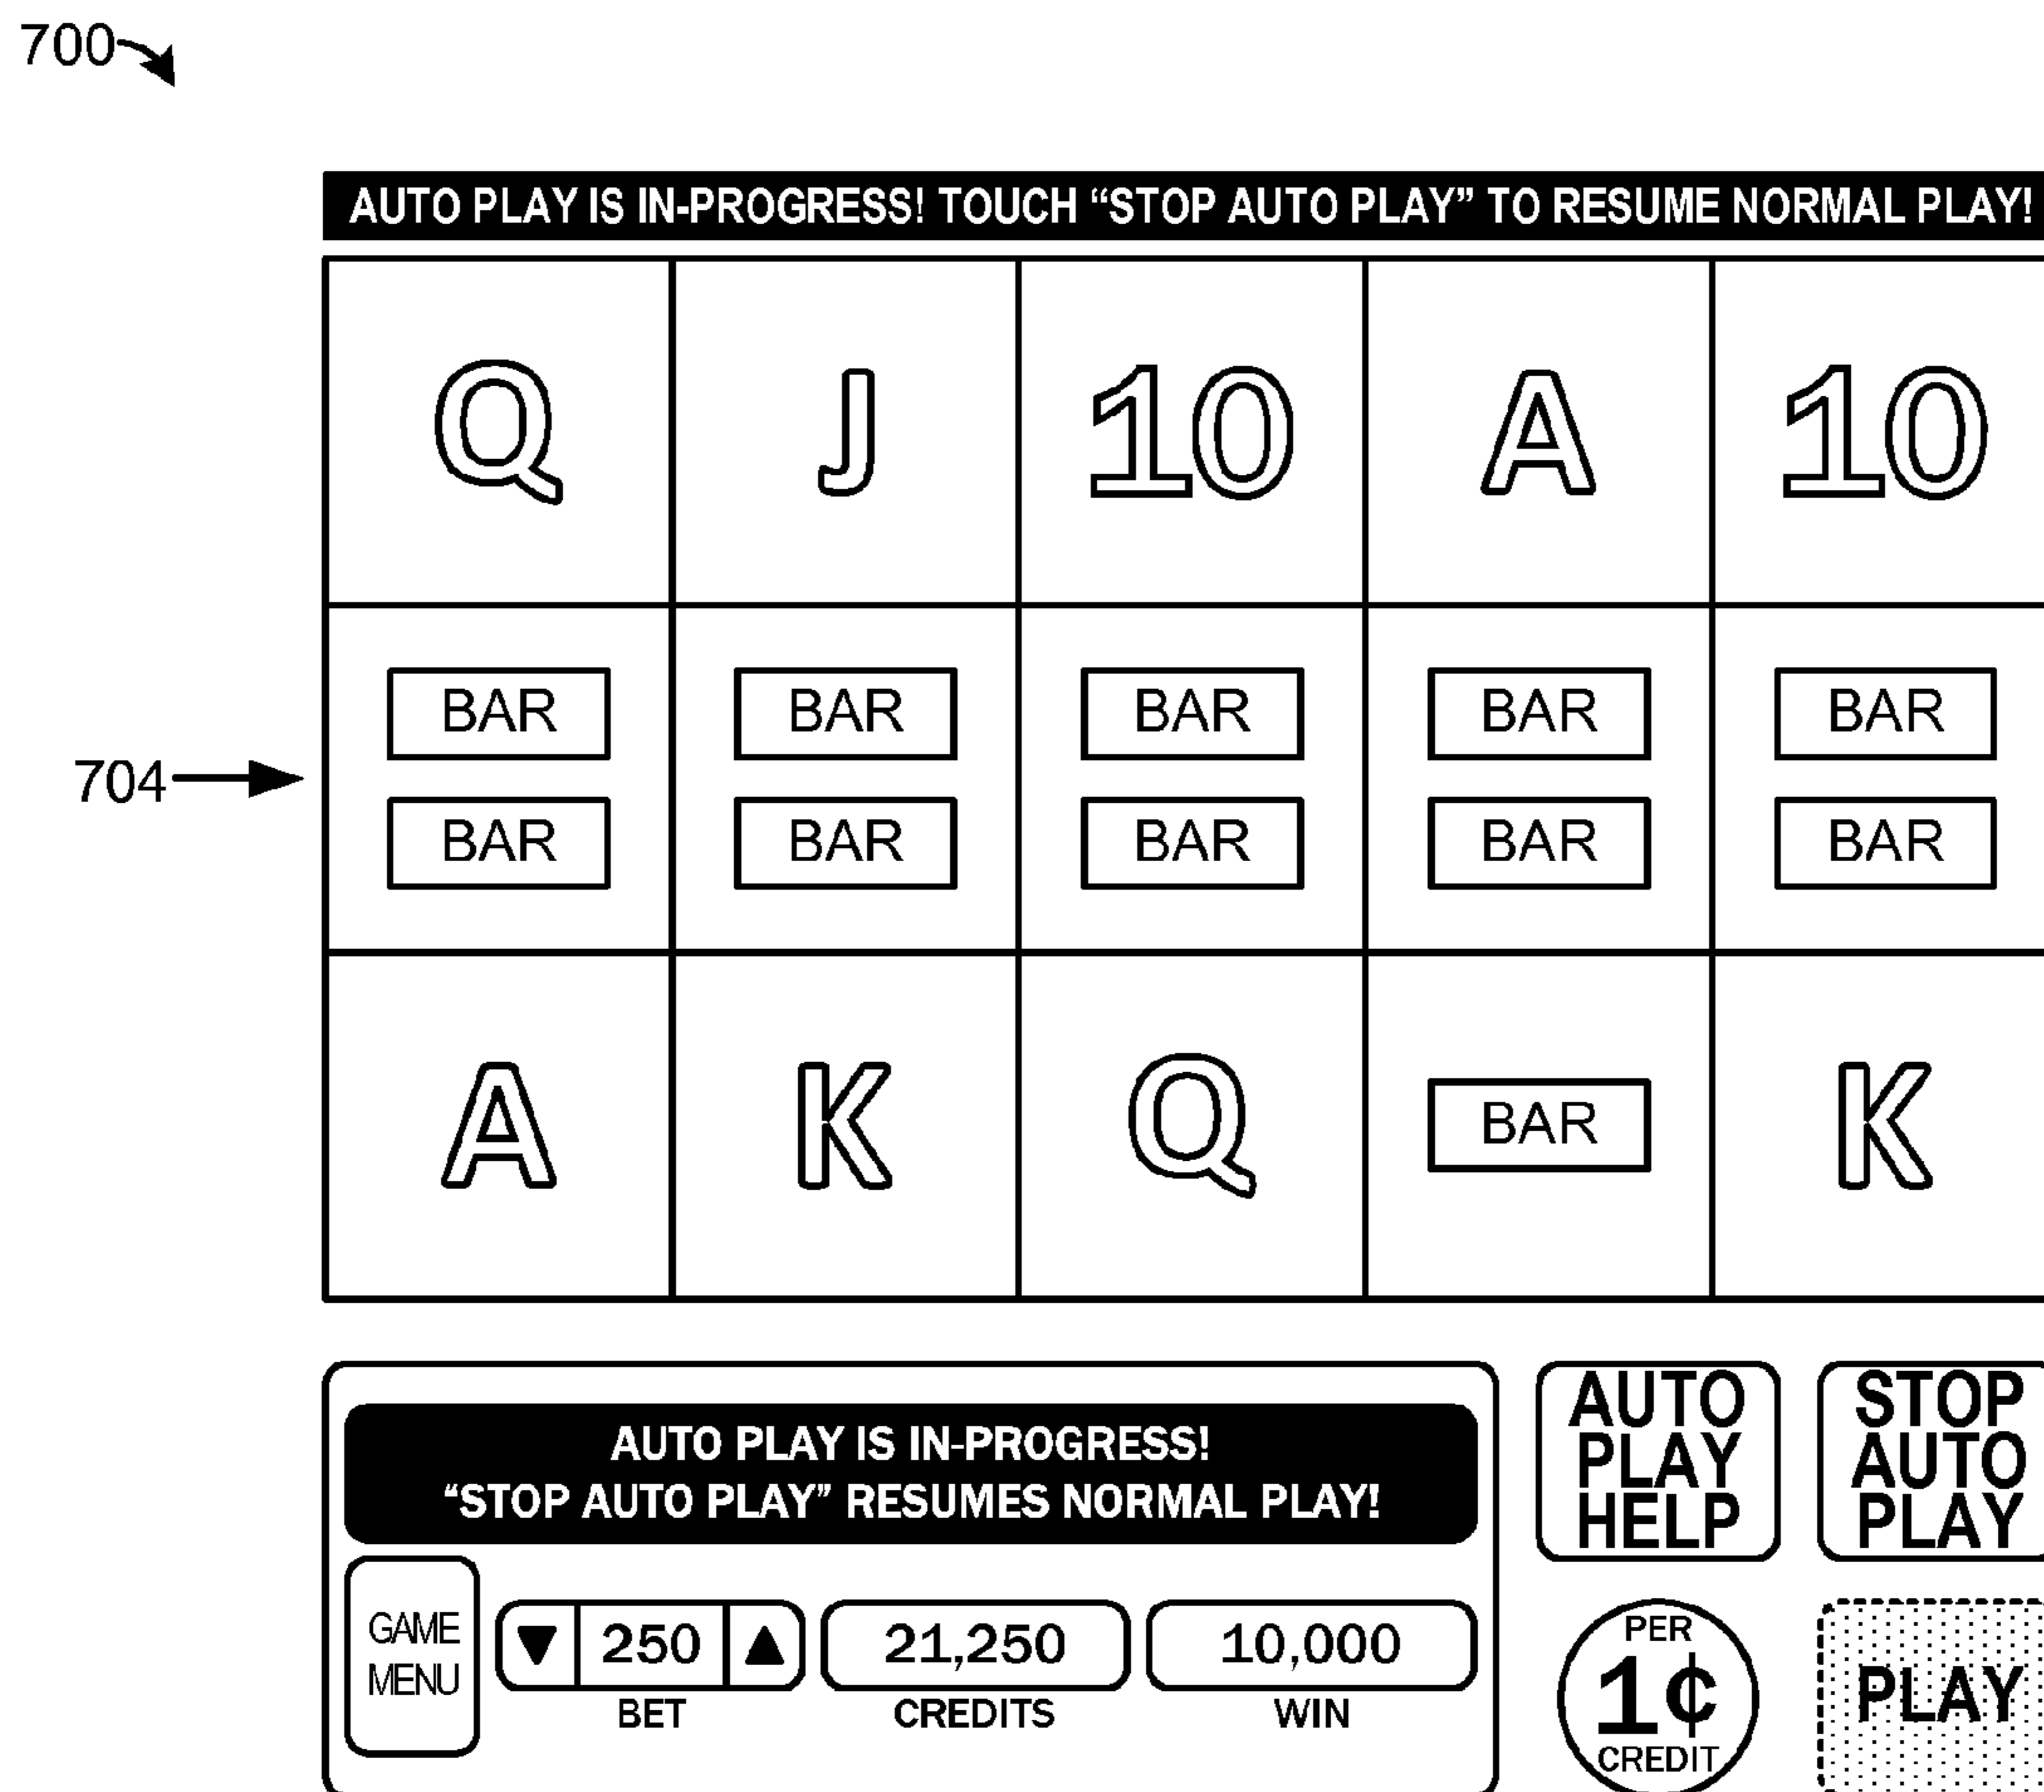 700
AUTO PLAY IS IN-PROGRESS! TOUCH “STOP AUTO PLAY” TO RESUME NORMAL PLAY!
Q J 10 A 10
BAR BAR BAR BAR BAR
704
BAR BAR BAR BAR BAR
A K Q BAR K
AUTO PLAY IS IN-PROGRESS!
“STOP AUTO PLAY” RESUMES NORMAL PLAY!
GAME
MENU
250
BET
21,250
CREDITS
10,000
WIN
AUTO
PLAY
HELP
STOP
AUTO
PLAY
PER
1¢
CREDIT
PLAY